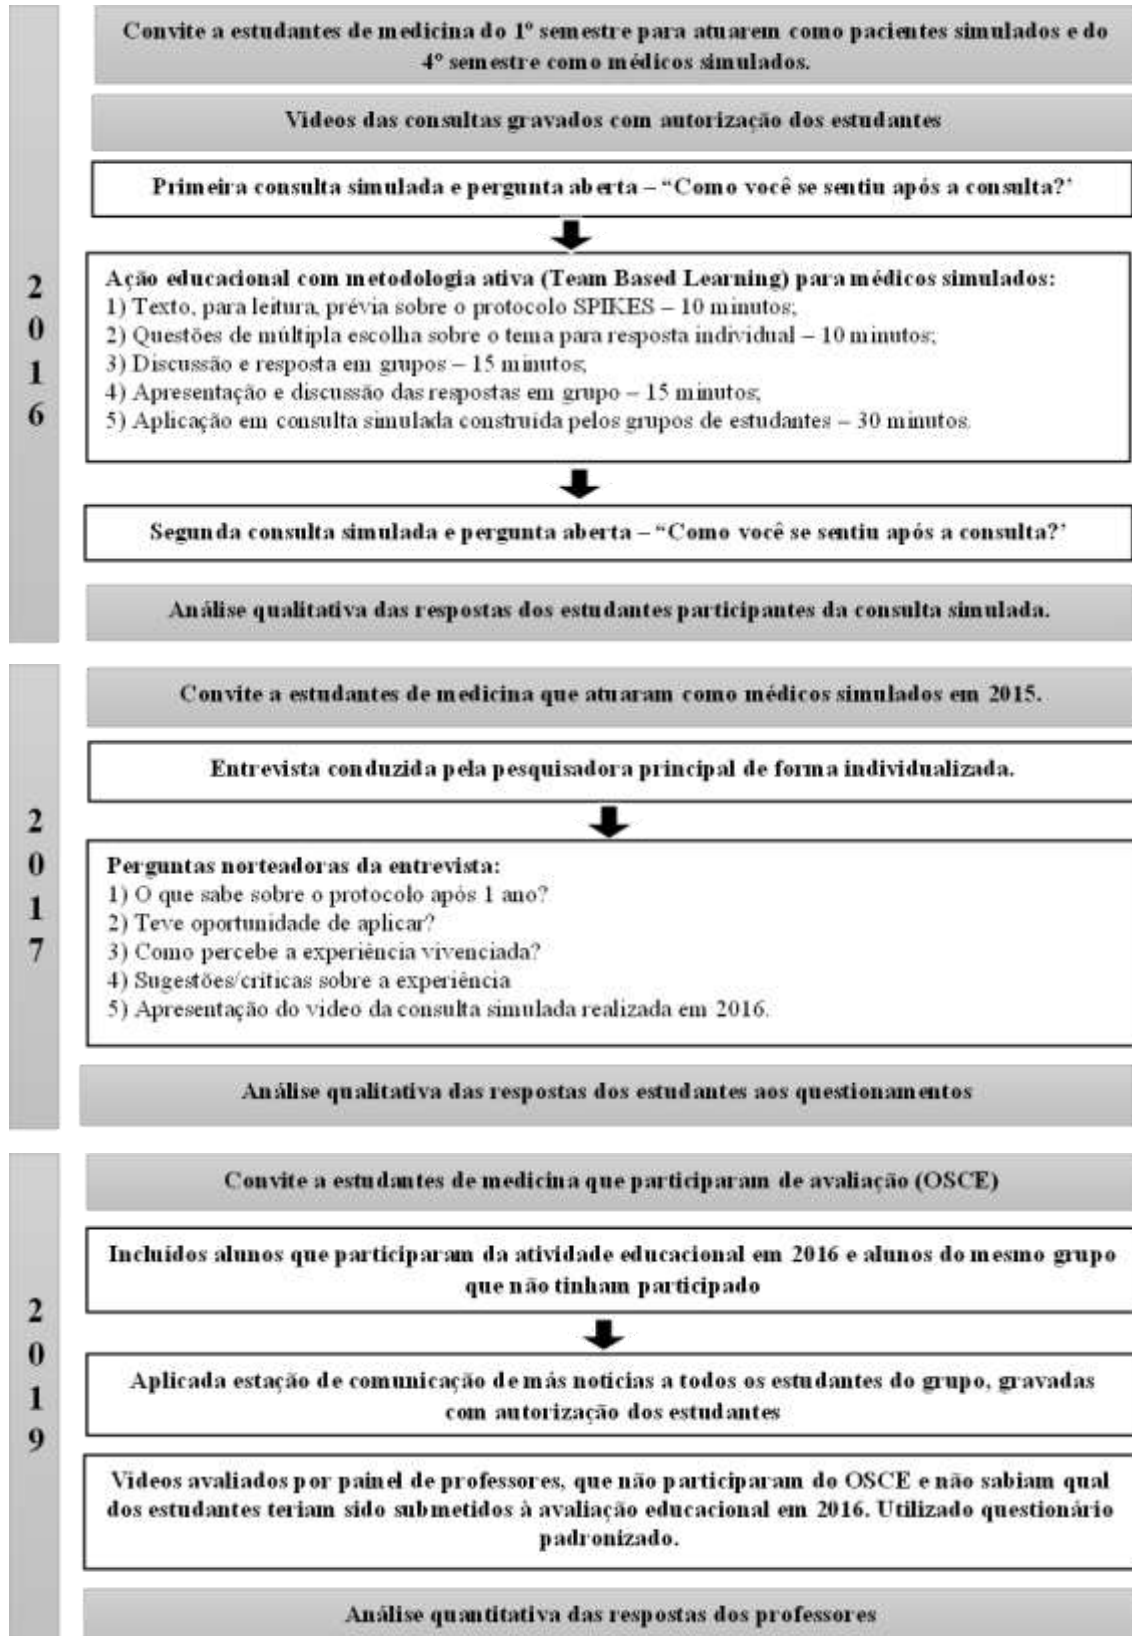 2016
Convite a estudantes de medicina do 1º semestre para atuarem como pacientes simulados e do
4º semestre como médicos simulados.
Videos das consultas gravados com autorização dos estudantes
Primeira consulta simulada e pergunta aberta – “Como você se sentiu após a consulta?’
Ação educacional com metodologia ativa (Team Based Learning) para médicos simulados:
1) Texto, para leitura, prévia sobre o protocolo SPIKES – 10 minutos;
2) Questões de múltipla escolha sobre o tema para resposta individual – 10 minutos;
3) Discussão e resposta em grupos – 15 minutos;
4) Apresentação e discussão das respostas em grupo – 15 minutos;
5) Aplicação em consulta simulada construída pelos grupos de estudantes – 30 minutos.
Segunda consulta simulada e pergunta aberta – “Como você se sentiu após a consulta?’
Análise qualitativa das respostas dos estudantes participantes da consulta simulada.
2017
Convite a estudantes de medicina que atuaram como médicos simulados em 2015.
Entrevista conduzida pela pesquisadora principal de forma individualizada.
Perguntas norteadoras da entrevista:
1) O que sabe sobre o protocolo após 1 ano?
2) Teve oportunidade de aplicar?
3) Como percebe a experiência vivenciada?
4) Sugestões/críticas sobre a experiência
5) Apresentação do video da consulta simulada realizada em 2016.
Análise qualitativa das respostas dos estudantes aos questionamentos
2019
Convite a estudantes de medicina que participaram de avaliação (OSCE)
Incluídos alunos que participaram da atividade educacional em 2016 e alunos do mesmo grupo
que não tinham participado
Aplicada estação de comunicação de más notícias a todos os estudantes do grupo, gravadas
com autorização dos estudantes
Videos avaliados por painel de professores, que não participaram do OSCE e não sabiam qual
dos estudantes teriam sido submetidos à avaliação educacional em 2016. Utilizado questionário
padronizado.
Análise quantitativa das respostas dos professores